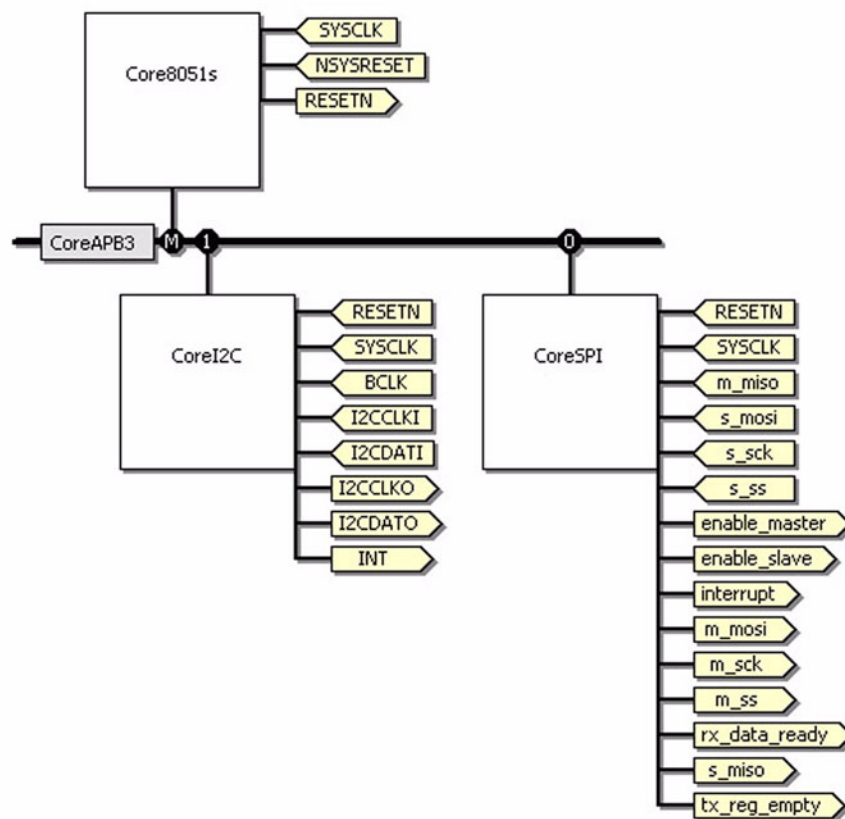 Core8051s
SYSCLK
NSYSRESET
RESETN
CoreAPB3
M
1
0
CoreI2C
RESETN
SYSCLK
BCLK
I2CCLKI
I2CDATI
I2CCLKO
I2CDATO
INT
CoreSPI
RESETN
SYSCLK
m_miso
s_mosi
s_sck
s_ss
enable_master
enable_slave
interrupt
m_mosi
m_sck
m_ss
rx_data_ready
s_miso
tx_reg_empty